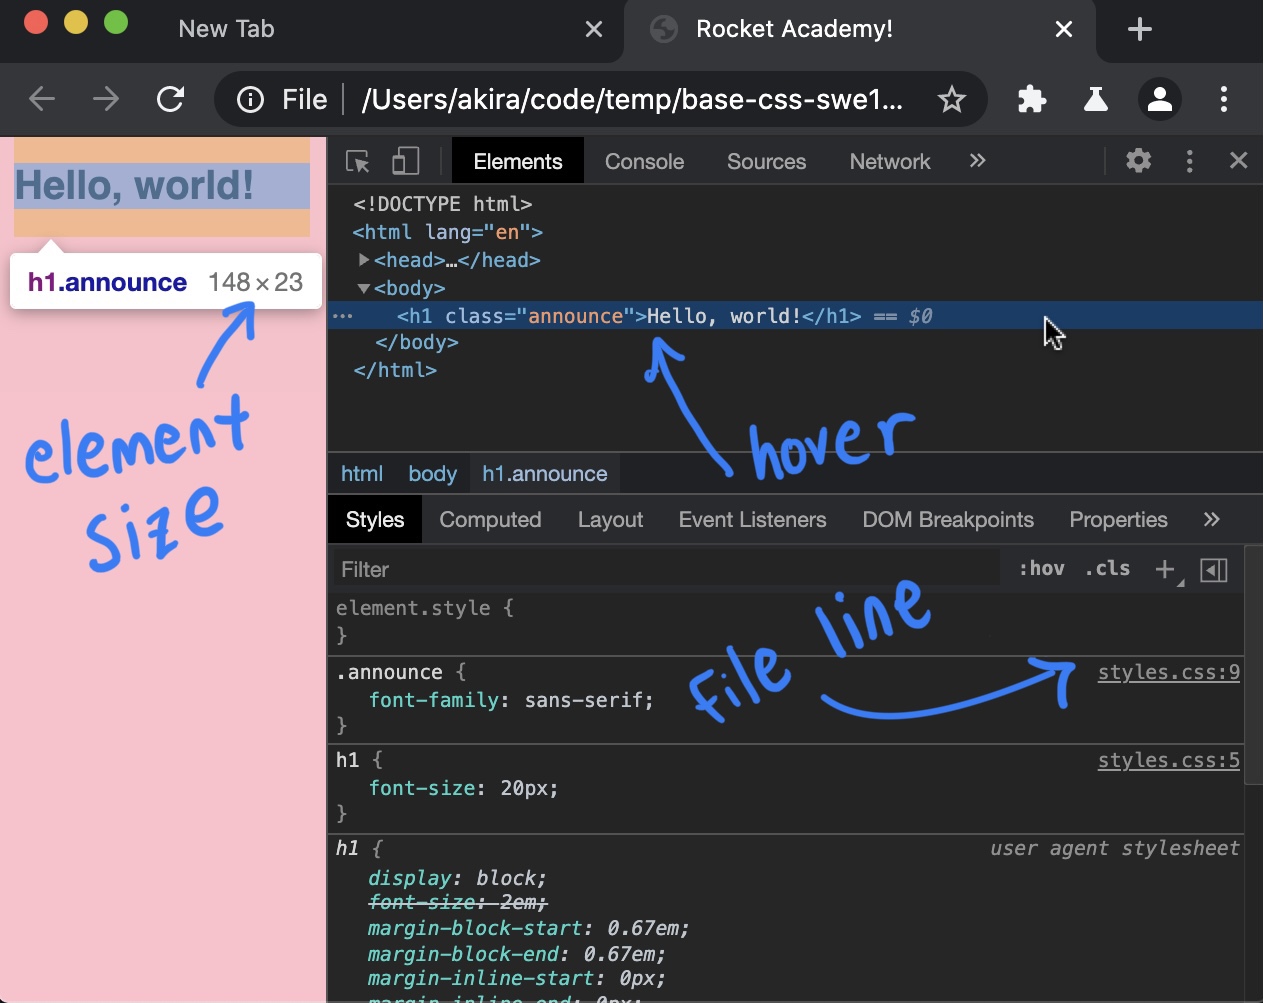 New Tab
Rocket Academy!
File /Users/akira/code/temp/base-css-swe1...
Hello, world!
h1.announce 148×23
element
size
Elements Console Sources Network »
<!DOCTYPE html>
<html lang="en">
<head>…</head>
<body>
… <h1 class="announce">Hello, world!</h1> == $0
</body>
</html>
hover
html body h1.announce
Styles Computed Layout Event Listeners DOM Breakpoints Properties »
Filter :hov .cls +
element.style {
}
file line
.announce { styles.css:9
font-family: sans-serif;
}
h1 { styles.css:5
font-size: 20px;
}
h1 { user agent stylesheet
display: block;
font-size: 2em;
margin-block-start: 0.67em;
margin-block-end: 0.67em;
margin-inline-start: 0px;
margin-inline-end: 0px;